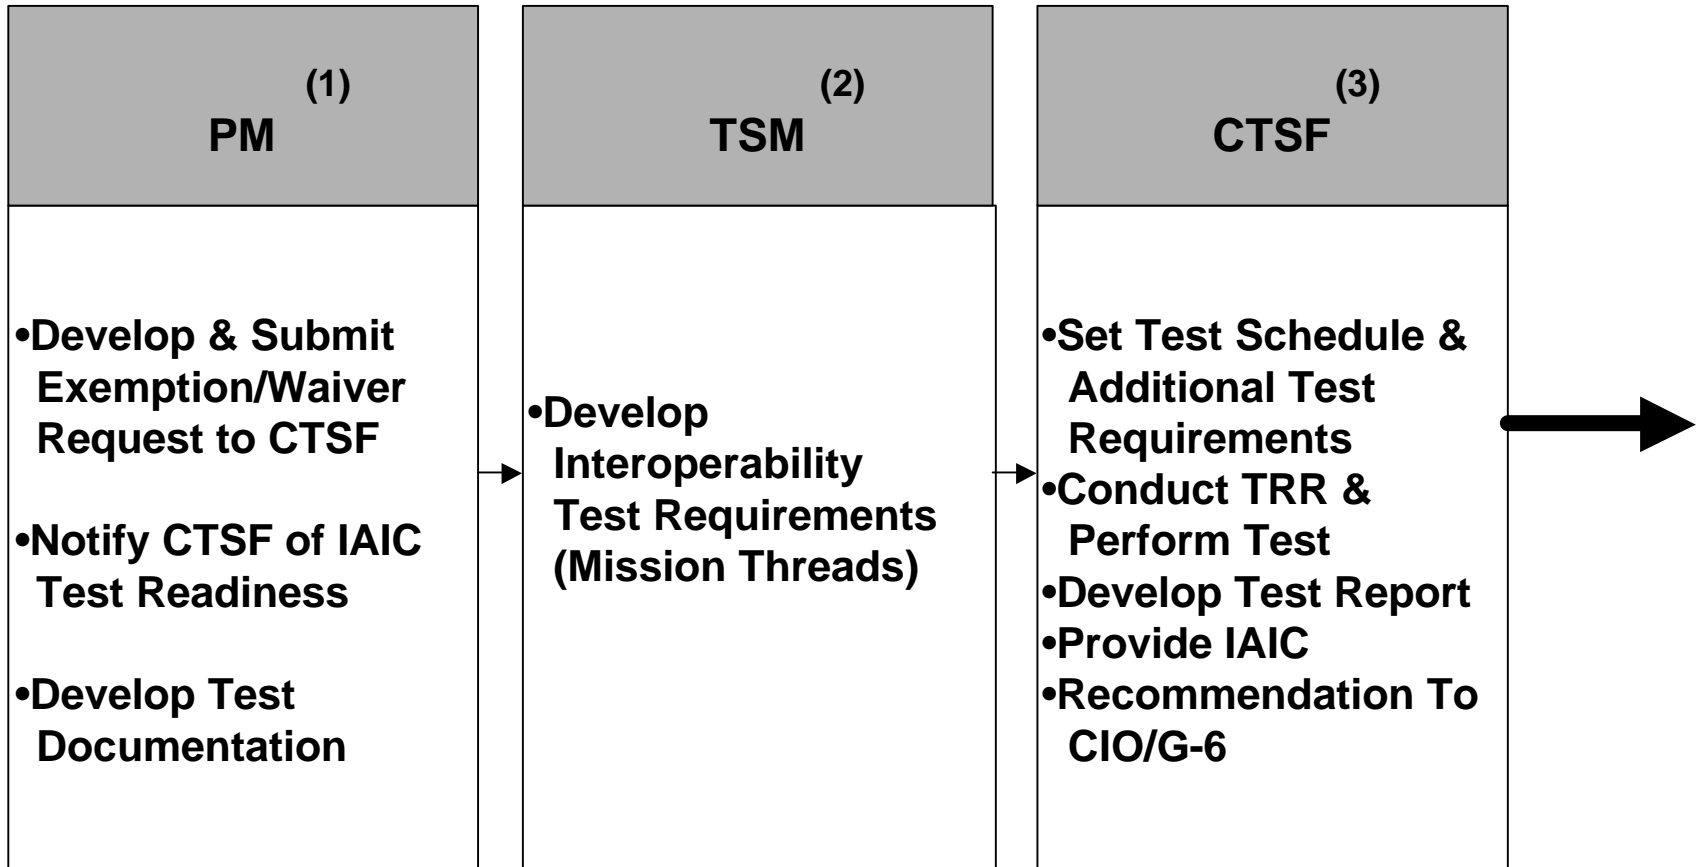 (1)
PM
•Develop & Submit
Exemption/Waiver
Request to CTSF
•Notify CTSF of IAIC
Test Readiness
•Develop Test
Documentation
(2)
TSM
•Develop
Interoperability
Test Requirements
(Mission Threads)
(3)
CTSF
•Set Test Schedule &
Additional Test
Requirements
•Conduct TRR &
Perform Test
•Develop Test Report
•Provide IAIC
•Recommendation To
CIO/G-6